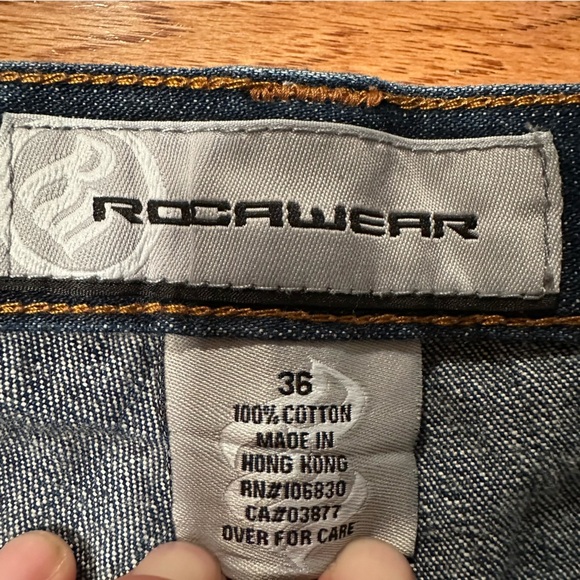 ROCAWEAR
36
100% COTTON
MADE IN
HONG KONG
RN#106830
CA#03877
OVER FOR CARE